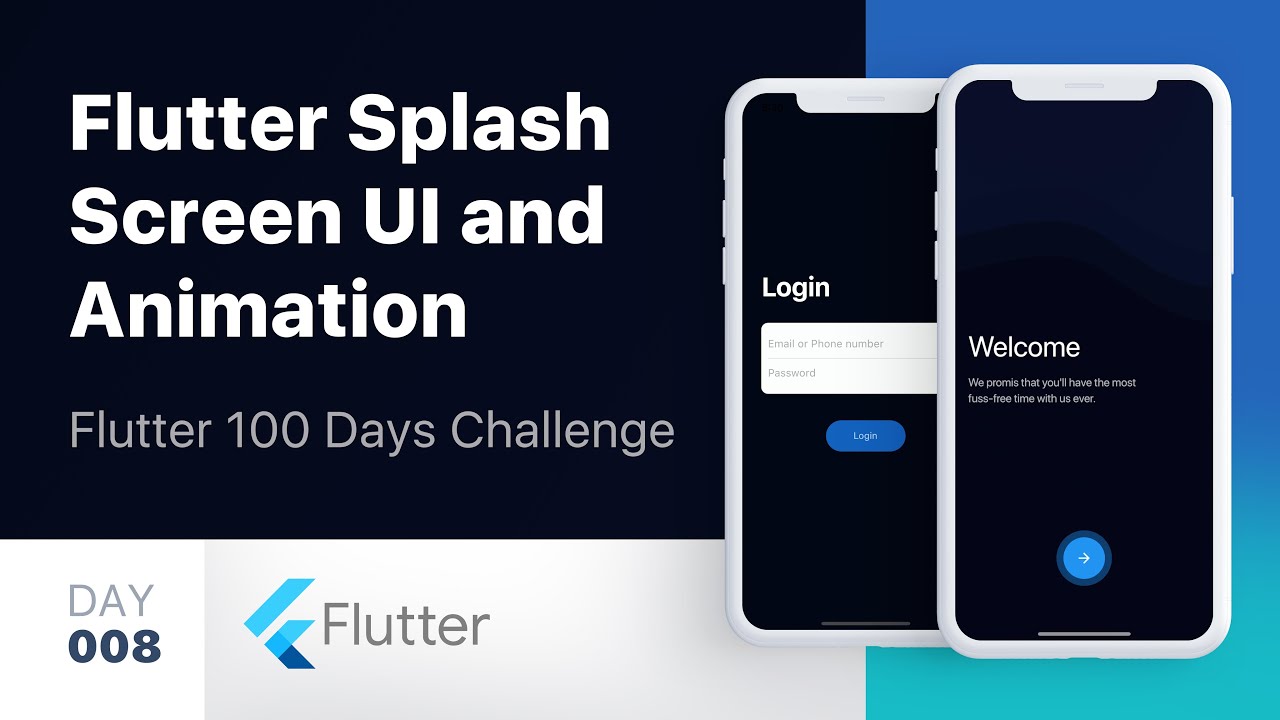 Flutter Splash
Screen UI and
Animation
Flutter 100 Days Challenge
DAY
008
Flutter
Login
Email or Phone number
Password
Login
Welcome
We promis that you'll have the most
fuss-free time with us ever.